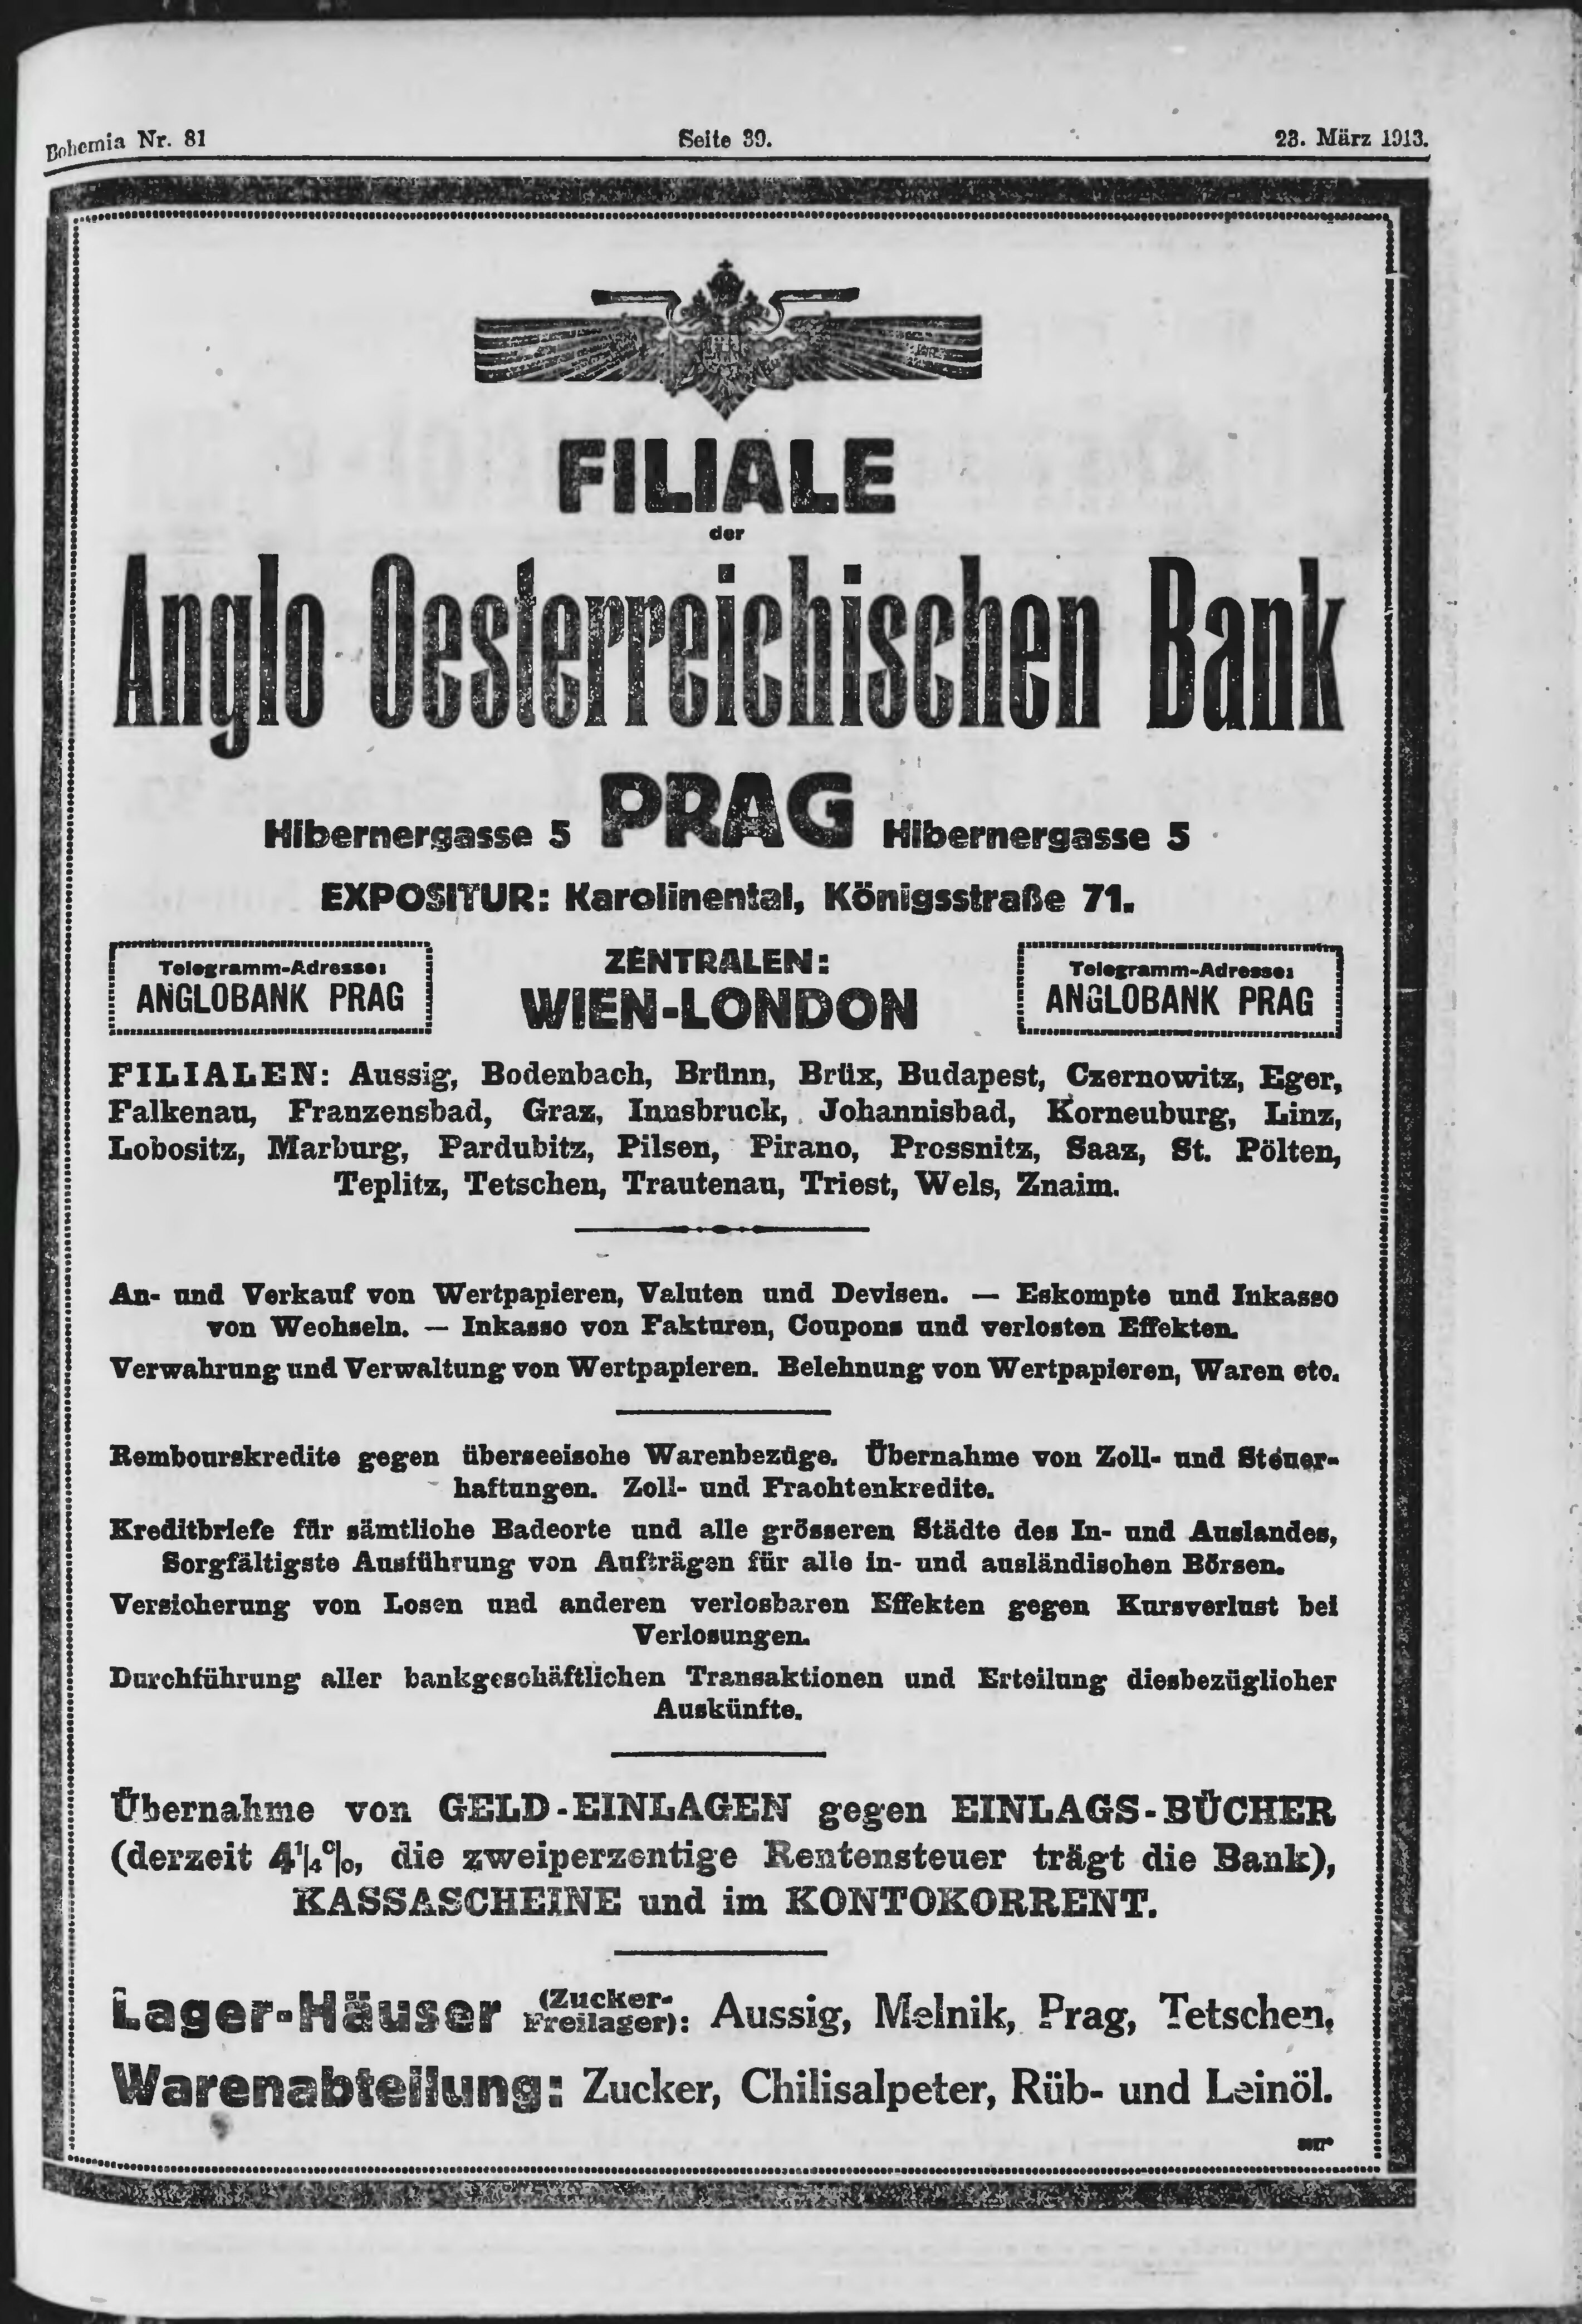 Bohemia Nr. 81
Seite 39.
23. März 1913.
FILIALE
der
Anglo Oesterreichischen Bank
PRAG
Hibernergasse 5
Hibernergasse 5
EXPOSITUR: Karolinental, Königsstraße 71.
Telegramm-Adresse:
ANGLOBANK PRAG
ZENTRALEN:
WIEN-LONDON
Telegramm-Adresse:
ANGLOBANK PRAG
FILIALEN: Aussig, Bodenbach, Brünn, Brüx, Budapest, Czernowitz, Eger,
Falkenau, Franzensbad, Graz, Innsbruck, Johannisbad, Korneuburg, Linz,
Lobositz, Marburg, Pardubitz, Pilsen, Pirano, Prossnitz, Saaz, St. Pölten,
Teplitz, Tetschen, Trautenau, Triest, Wels, Znaim.
An- und Verkauf von Wertpapieren, Valuten und Devisen. — Eskompte und Inkasso
von Wechseln. — Inkasso von Fakturen, Coupons und verlosten Effekten.
Verwahrung und Verwaltung von Wertpapieren. Belehnung von Wertpapieren, Waren etc.
Rembourskredite gegen überseeische Warenbezüge. Übernahme von Zoll- und Steuer-
haftungen. Zoll- und Frachtenkredite.
Kreditbriefe für sämtliche Badeorte und alle grösseren Städte des In- und Auslandes,
Sorgfältigste Ausführung von Aufträgen für alle in- und ausländischen Börsen.
Versicherung von Losen und anderen verlosbaren Effekten gegen Kursverlust bei
Verlosungen.
Durchführung aller bankgeschäftlichen Transaktionen und Erteilung diesbezüglicher
Auskünfte.
Übernahme von GELD-EINLAGEN gegen EINLAGS-BÜCHER
(derzeit 4¼%, die zweiperzentige Rentensteuer trägt die Bank),
KASSASCHEINE und im KONTOKORRENT.
Lager-Häuser (Zucker-
Freilager): Aussig, Melnik, Prag, Tetschen,
Warenabteilung: Zucker, Chilisalpeter, Rüb- und Leinöl.